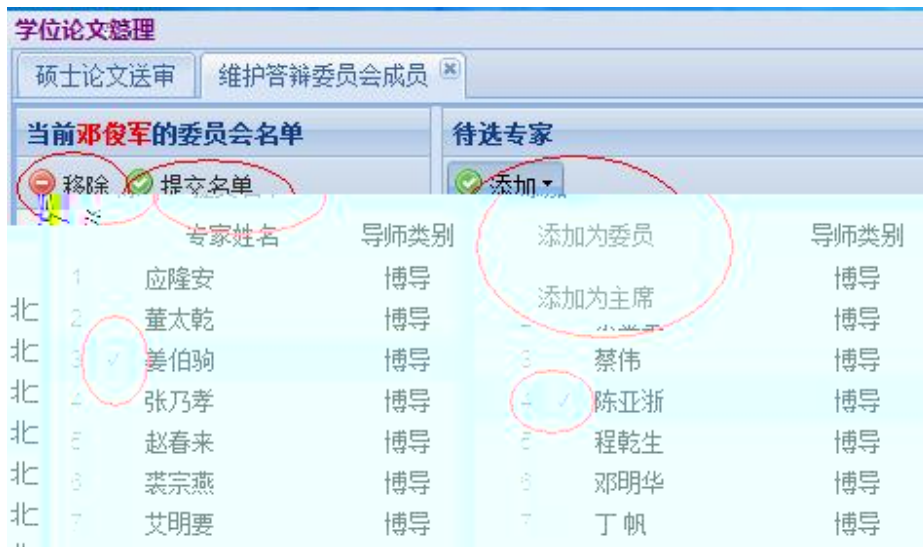 学位论文管理
硕士论文送审 维护答辩委员会成员
当前邓俊军的委员会名单 待选专家
移除 提交名单 添加
专家姓名 导师类别 添加为委员 导师类别
1 应隆安 博导 博导
添加为主席
北 2 董太乾 博导 博导
北 3 ✓ 姜伯驹 博导 3 蔡伟 博导
北 4 张乃孝 博导 4 ✓ 陈亚浙 博导
北 5 赵春来 博导 5 程乾生 博导
北 6 裘宗燕 博导 6 邓明华 博导
北 7 艾明要 博导 7 丁帆 博导